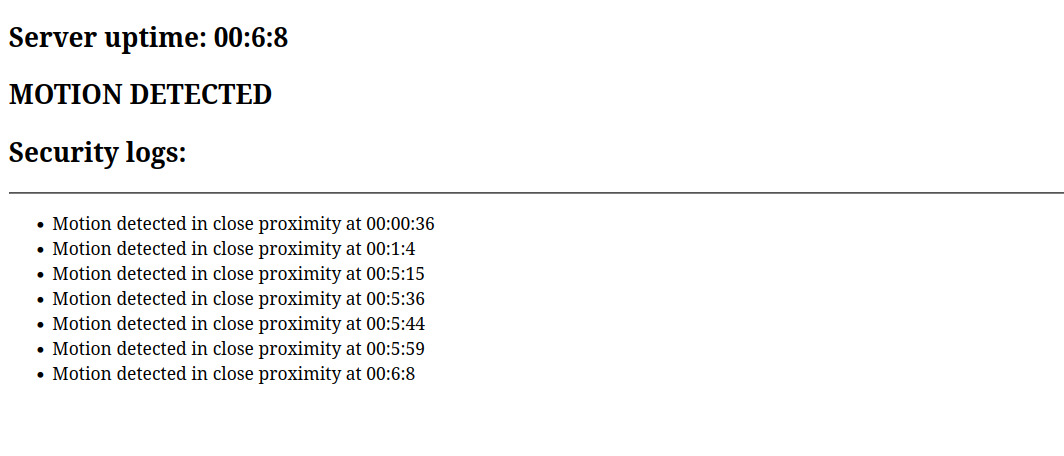 Server uptime: 00:6:8
MOTION DETECTED
Security logs:
Motion detected in close proximity at 00:00:36
Motion detected in close proximity at 00:1:4
Motion detected in close proximity at 00:5:15
Motion detected in close proximity at 00:5:36
Motion detected in close proximity at 00:5:44
Motion detected in close proximity at 00:5:59
Motion detected in close proximity at 00:6:8